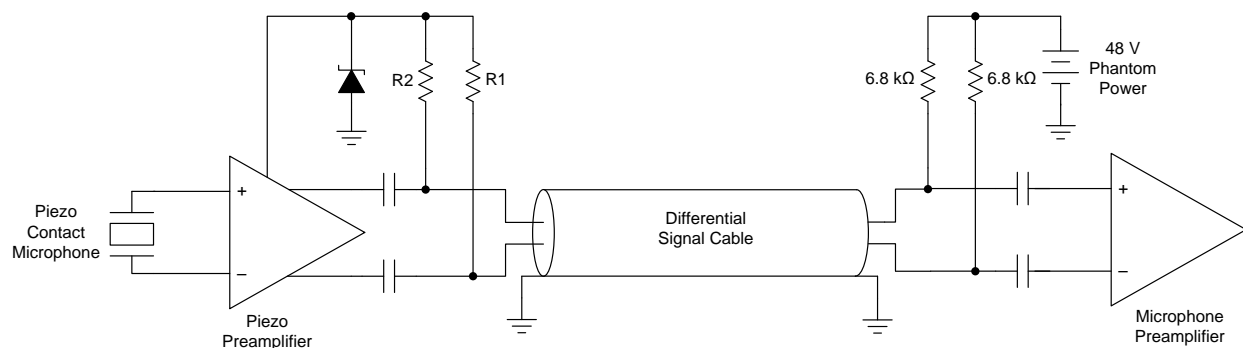 R2
R1
6.8 kΩ
6.8 kΩ
48 V
Phantom
Power
Piezo
Contact
Microphone
+
−
Piezo
Preamplifier
Differential
Signal Cable
+
−
Microphone
Preamplifier